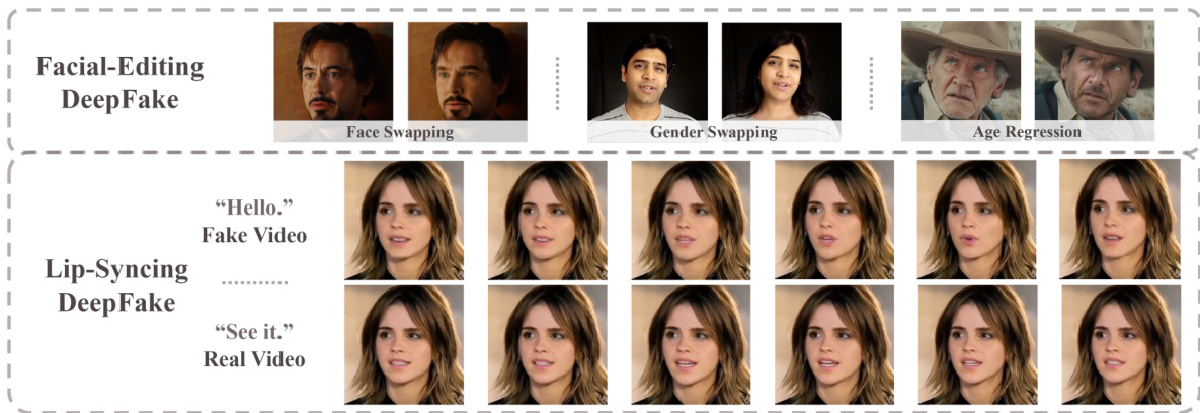 Facial-Editing
DeepFake
Face Swapping
Gender Swapping
Age Regression
Lip-Syncing
DeepFake
“Hello.”
Fake Video
“See it.”
Real Video